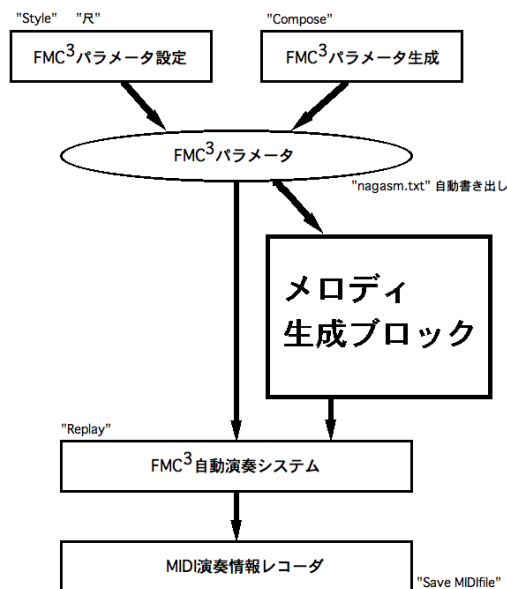 "Style" "尺"
"Compose"
FMC³パラメータ設定
FMC³パラメータ生成
FMC³パラメータ
"nagasm.txt" 自動書き出し
メロディ
生成ブロック
"Replay"
FMC³自動演奏システム
MIDI演奏情報レコーダ
"Save MIDIfile"